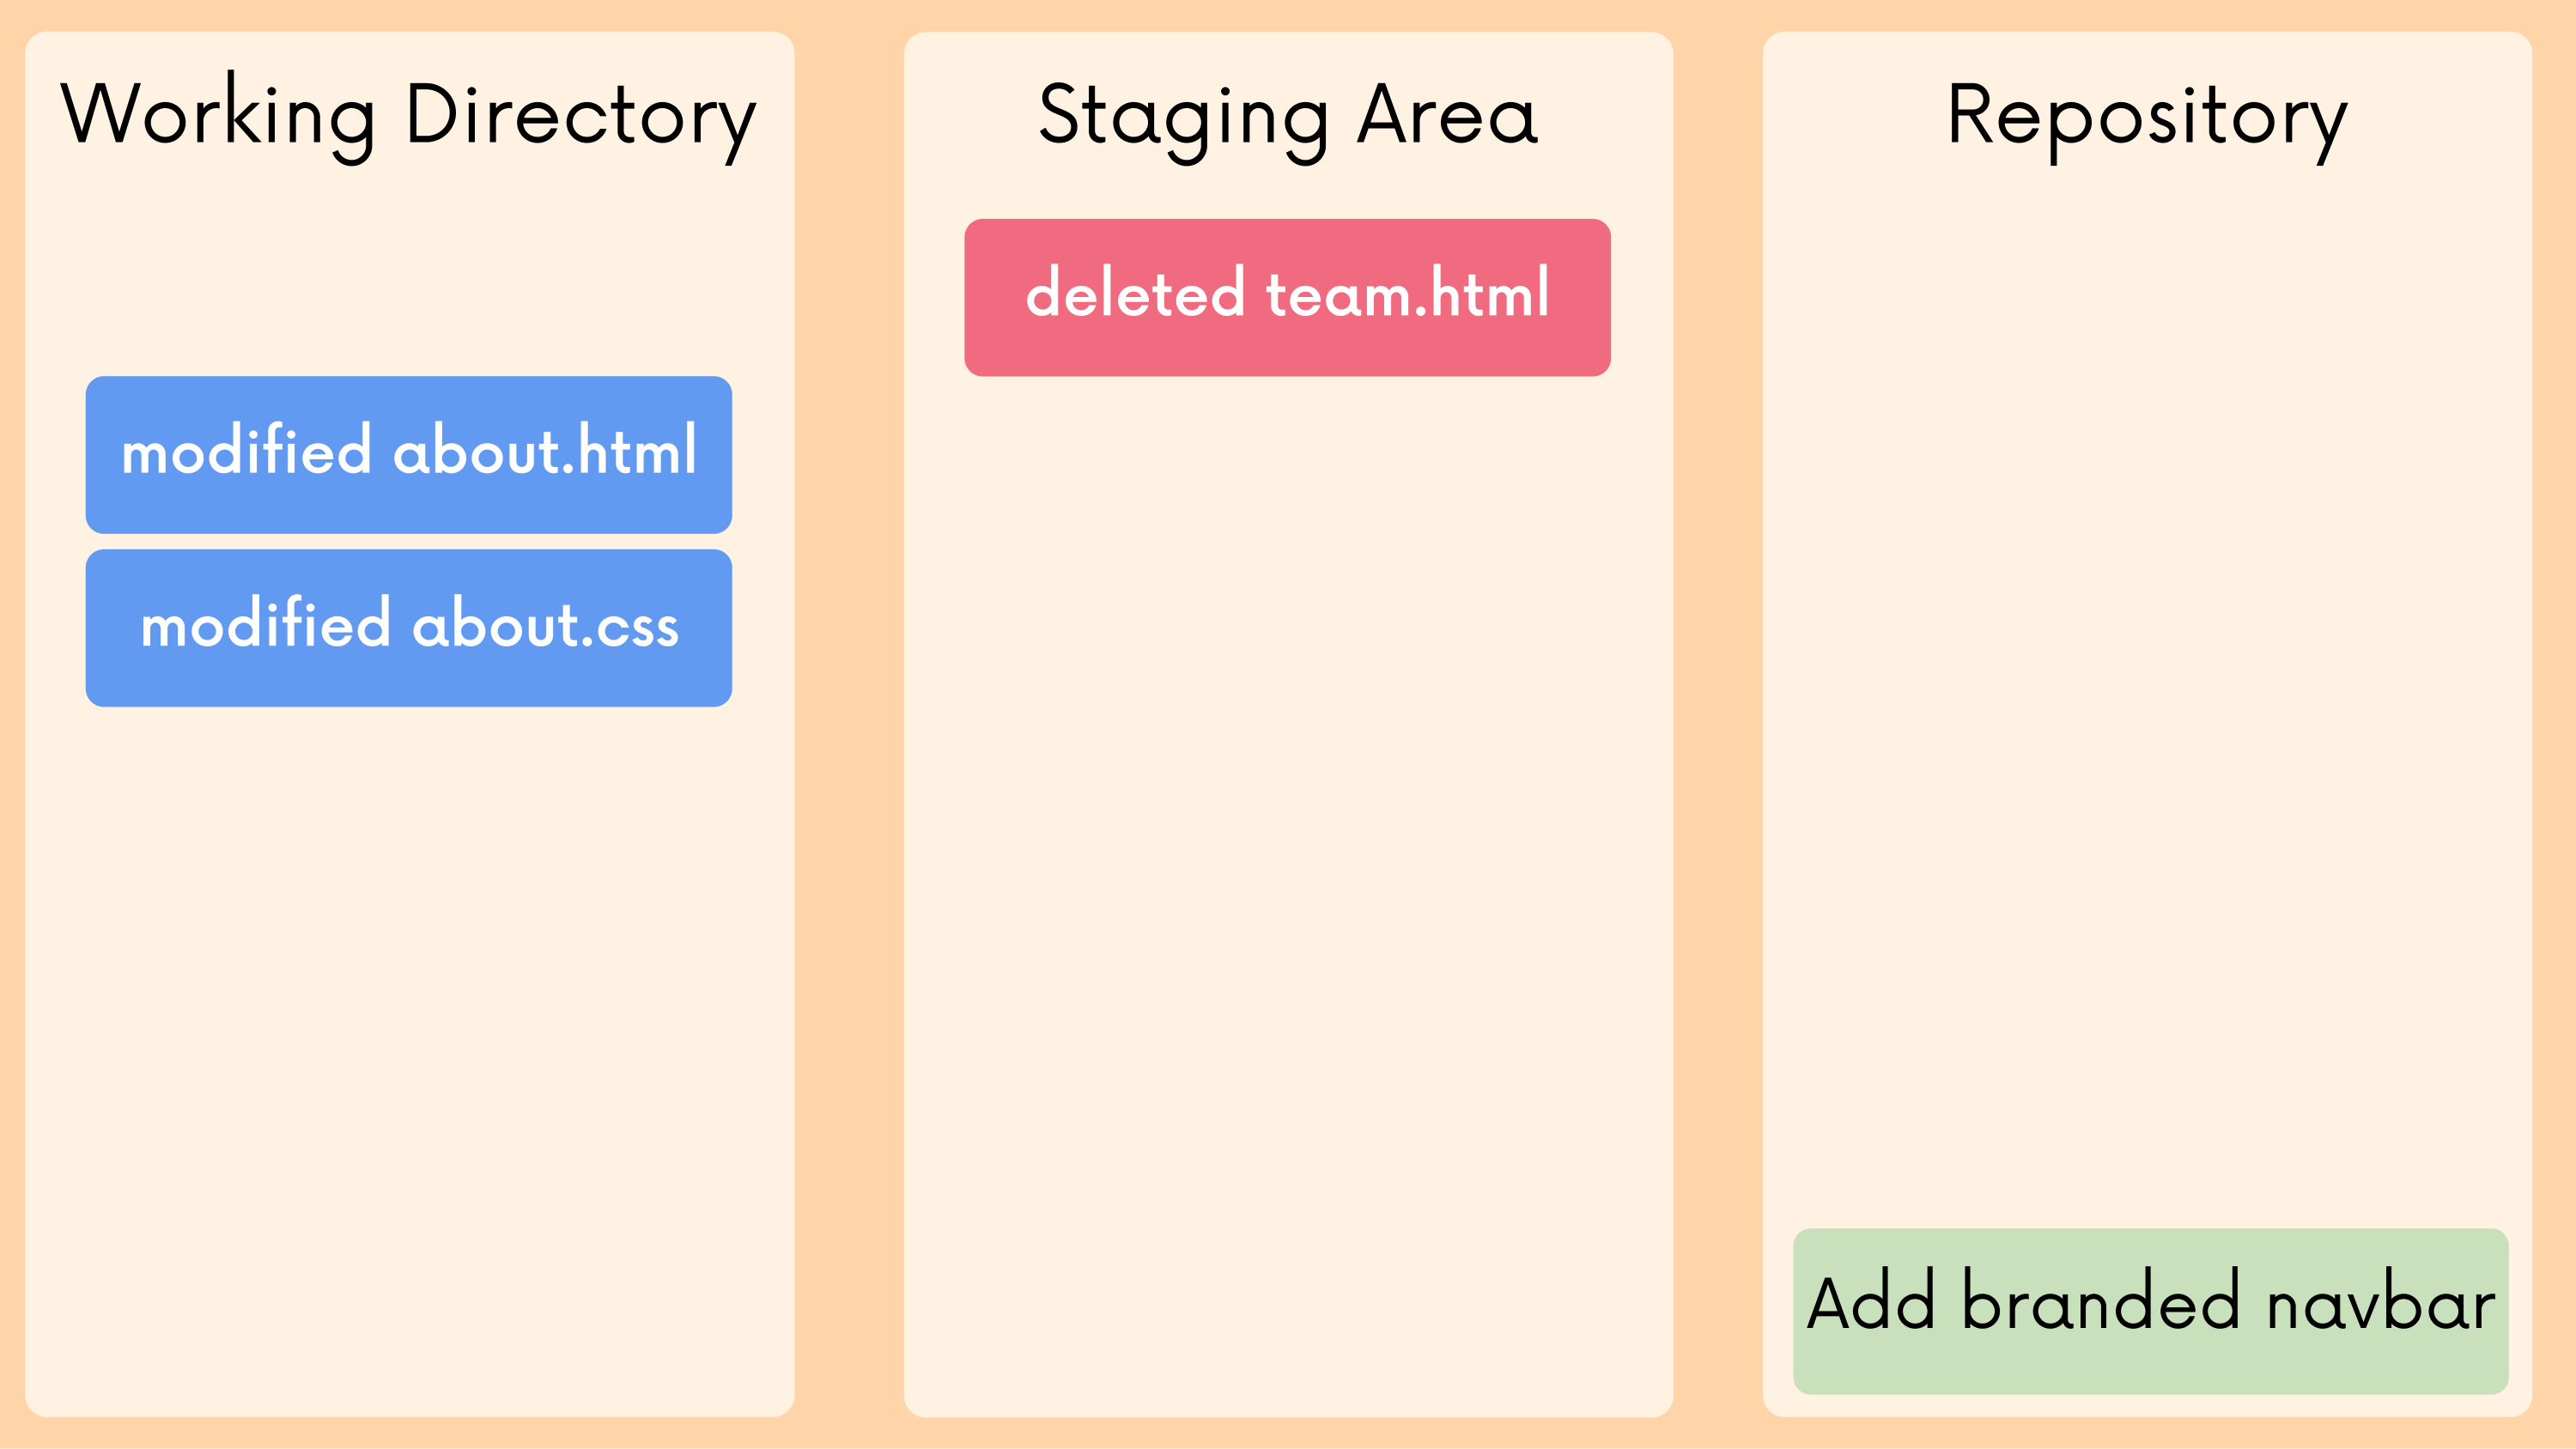 Working Directory
Staging Area
Repository
deleted team.html
modified about.html
modified about.css
Add branded navbar